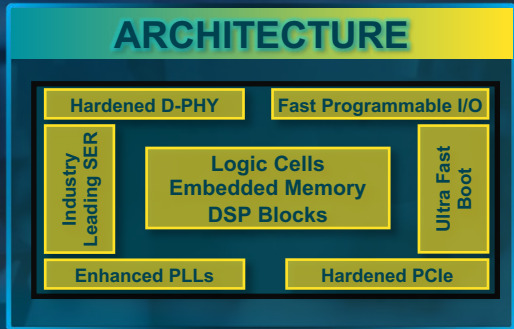 ARCHITECTURE
Hardened D-PHY
Fast Programmable I/O
Industry
Leading SER
Logic Cells
Embedded Memory
DSP Blocks
Ultra Fast
Boot
Enhanced PLLs
Hardened PCIe